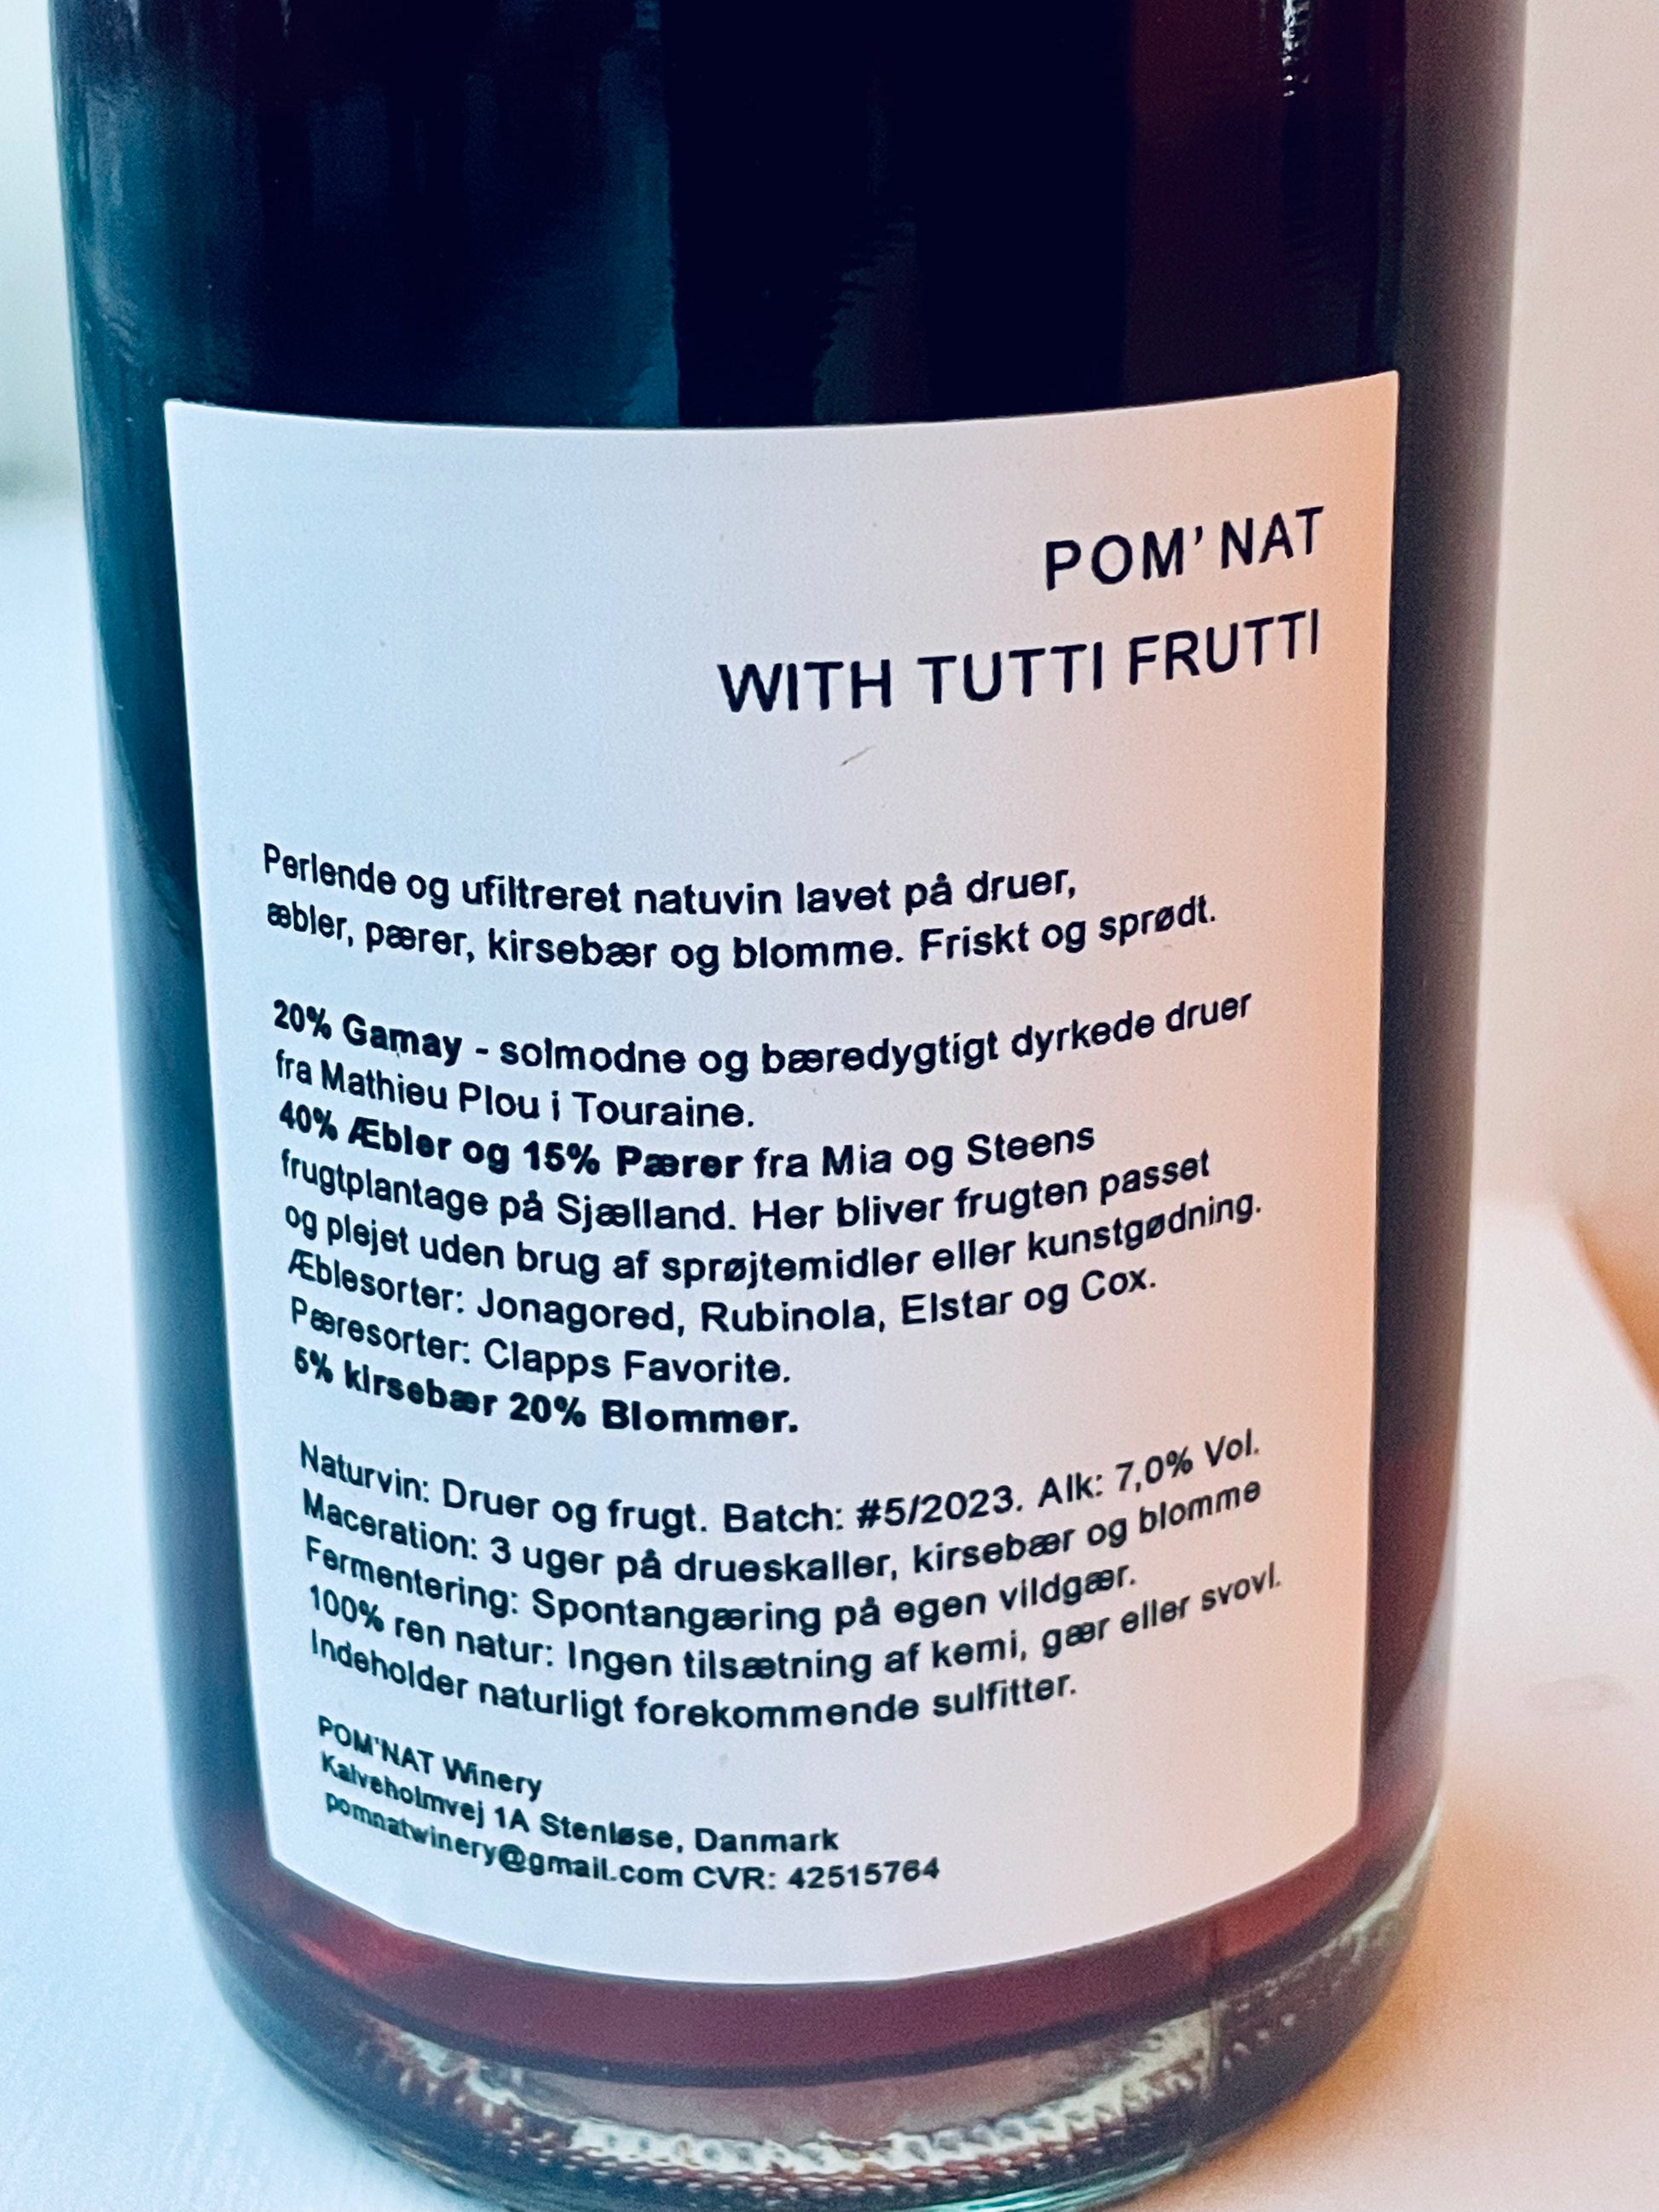 POM’NAT
WITH TUTTI FRUTTI
Perlende og ufiltreret natuvin lavet på druer,
æbler, pærer, kirsebær og blomme. Friskt og sprødt.
20% Gamay - solmodne og bæredygtigt dyrkede druer
fra Mathieu Plou i Touraine.
40% Æbler og 15% Pærer fra Mia og Steens
frugtplantage på Sjælland. Her bliver frugten passet
og plejet uden brug af sprøjtemidler eller kunstgødning.
Æblesorter: Jonagored, Rubinola, Elstar og Cox.
Pæresorter: Clapps Favorite.
5% kirsebær 20% Blommer.
Naturvin: Druer og frugt. Batch: #5/2023. Alk: 7,0% Vol.
Maceration: 3 uger på drueskaller, kirsebær og blomme
Fermentering: Spontangæring på egen vildgær.
100% ren natur: Ingen tilsætning af kemi, gær eller svovl.
Indeholder naturligt forekommende sulfitter.
POM'NAT Winery
Kalveholmvej 1A Stenløse, Danmark
pomnatwinery@gmail.com CVR: 42515764